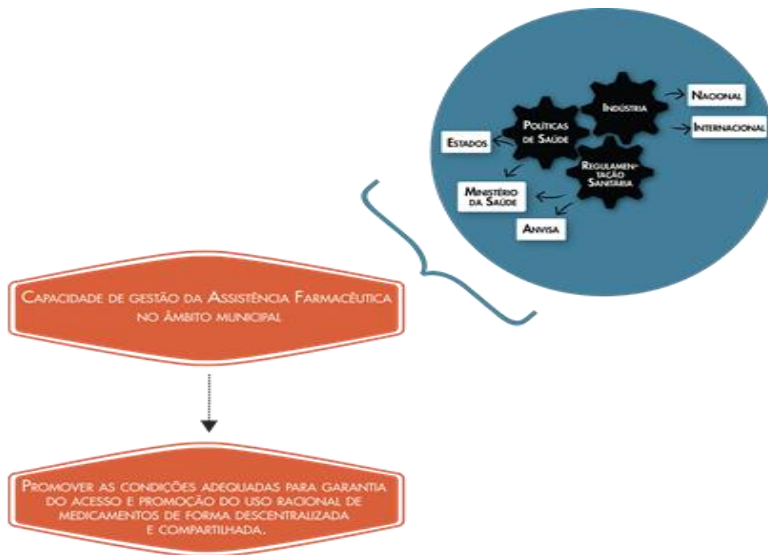 INDÚSTRIA
NACIONAL
INTERNACIONAL
POLÍTICAS
DE SAÚDE
ESTADOS
REGULAMEN-
TAÇÃO
SANITÁRIA
MINISTÉRIO
DA SAÚDE
ANVISA
CAPACIDADE DE GESTÃO DA ASSISTÊNCIA FARMACÊUTICA
NO ÂMBITO MUNICIPAL
PROMOVER AS CONDIÇÕES ADEQUADAS PARA GARANTIA
DO ACESSO E PROMOÇÃO DO USO RACIONAL DE
MEDICAMENTOS DE FORMA DESCENTRALIZADA
E COMPARTILHADA.